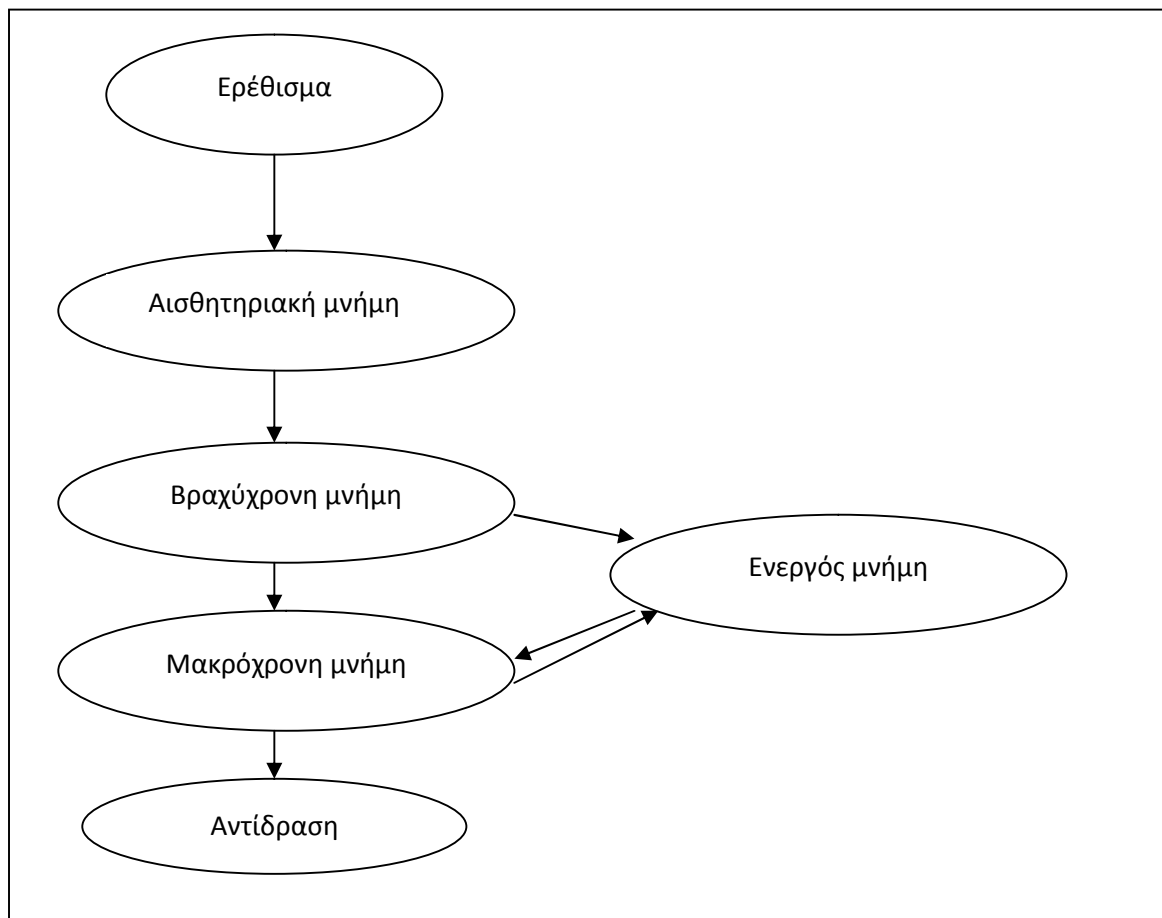 Ερέθισμα
Αισθητηριακή μνήμη
Βραχύχρονη μνήμη
Ενεργός μνήμη
Μακρόχρονη μνήμη
Αντίδραση